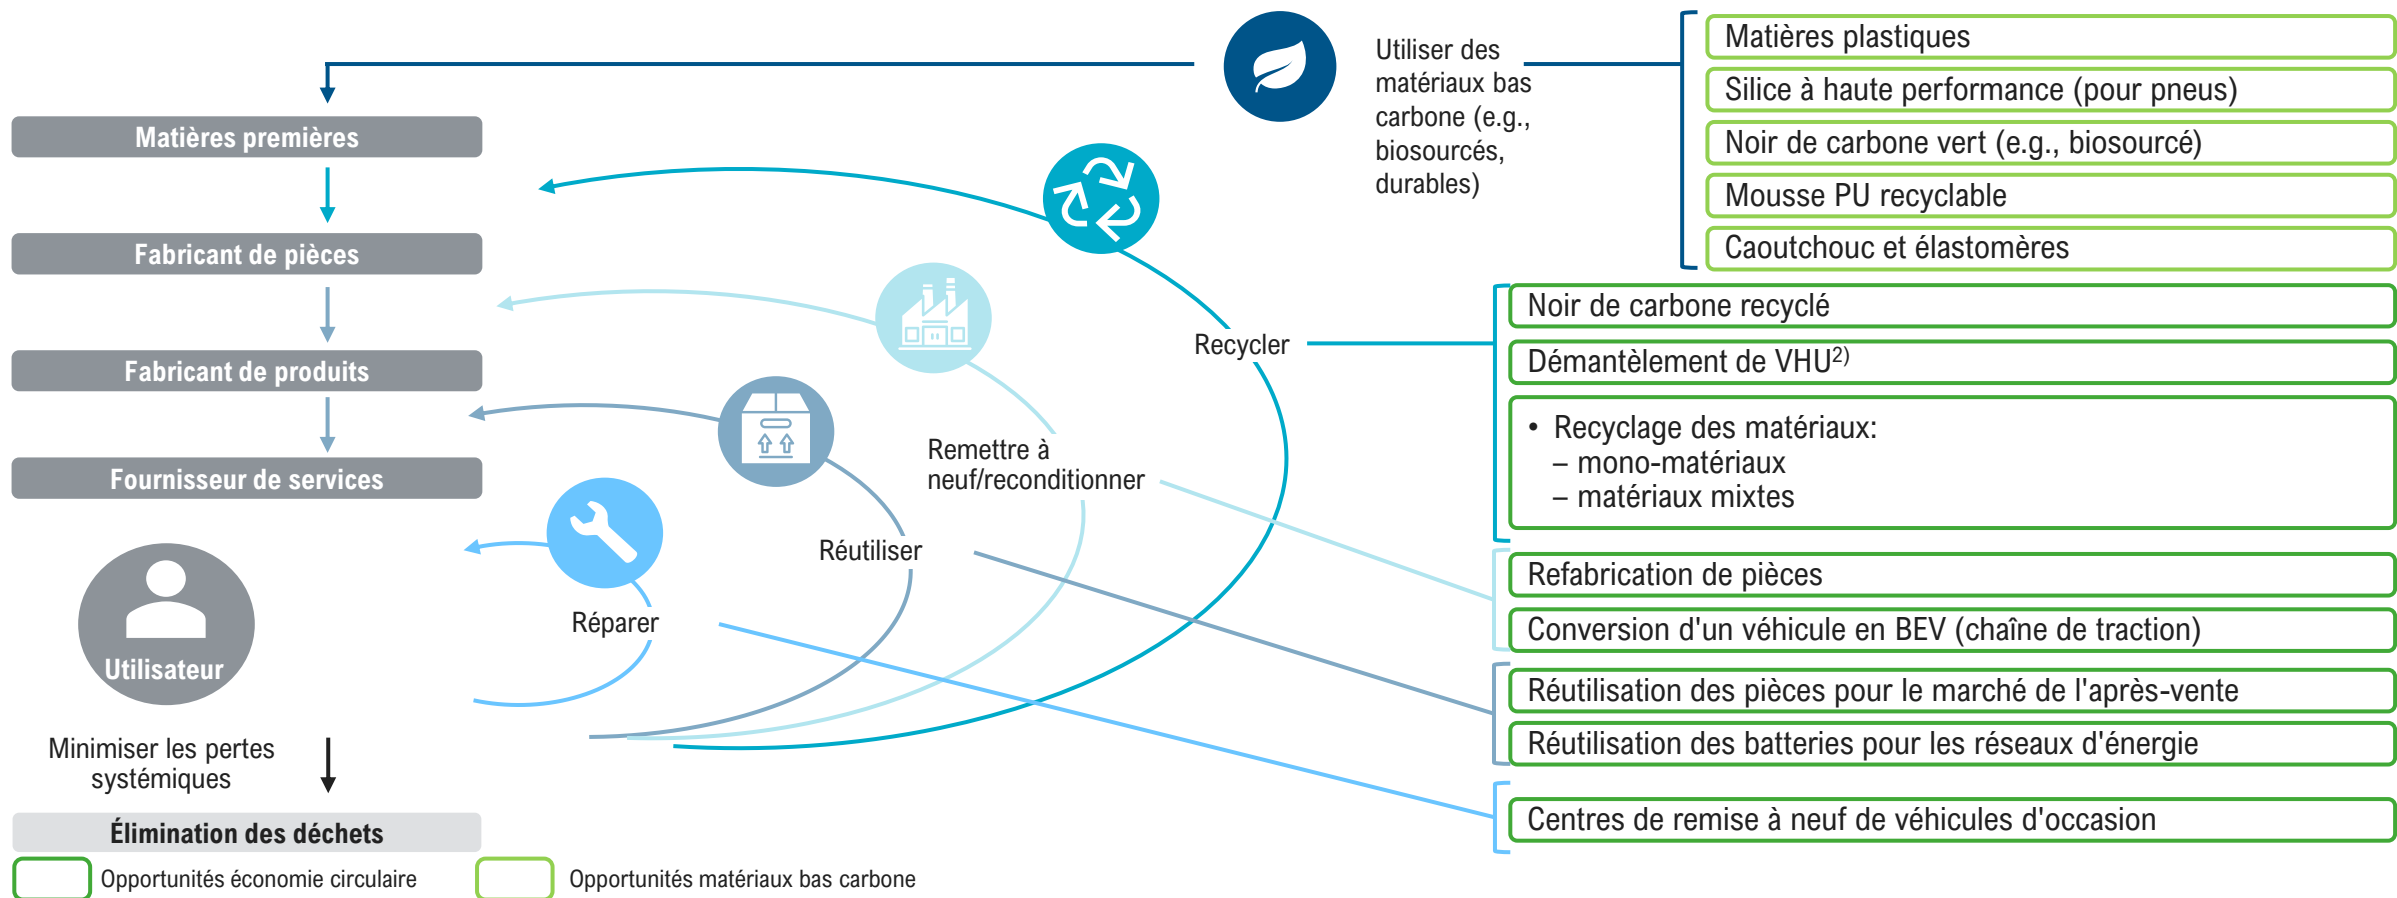 Matières premières
Fabricant de pièces
Fabricant de produits
Fournisseur de services
Utilisateur
Minimiser les pertes
systémiques
Élimination des déchets
Utiliser des
matériaux bas
carbone (e.g.,
biosourcés,
durables)
Recycler
Remettre à
neuf/reconditionner
Réutiliser
Réparer
Matières plastiques
Silice à haute performance (pour pneus)
Noir de carbone vert (e.g., biosourcé)
Mousse PU recyclable
Caoutchouc et élastomères
Noir de carbone recyclé
Démantèlement de VHU2)
• Recyclage des matériaux:
– mono-matériaux
– matériaux mixtes
Refabrication de pièces
Conversion d'un véhicule en BEV (chaîne de traction)
Réutilisation des pièces pour le marché de l'après-vente
Réutilisation des batteries pour les réseaux d'énergie
Centres de remise à neuf de véhicules d'occasion
Opportunités économie circulaire
Opportunités matériaux bas carbone